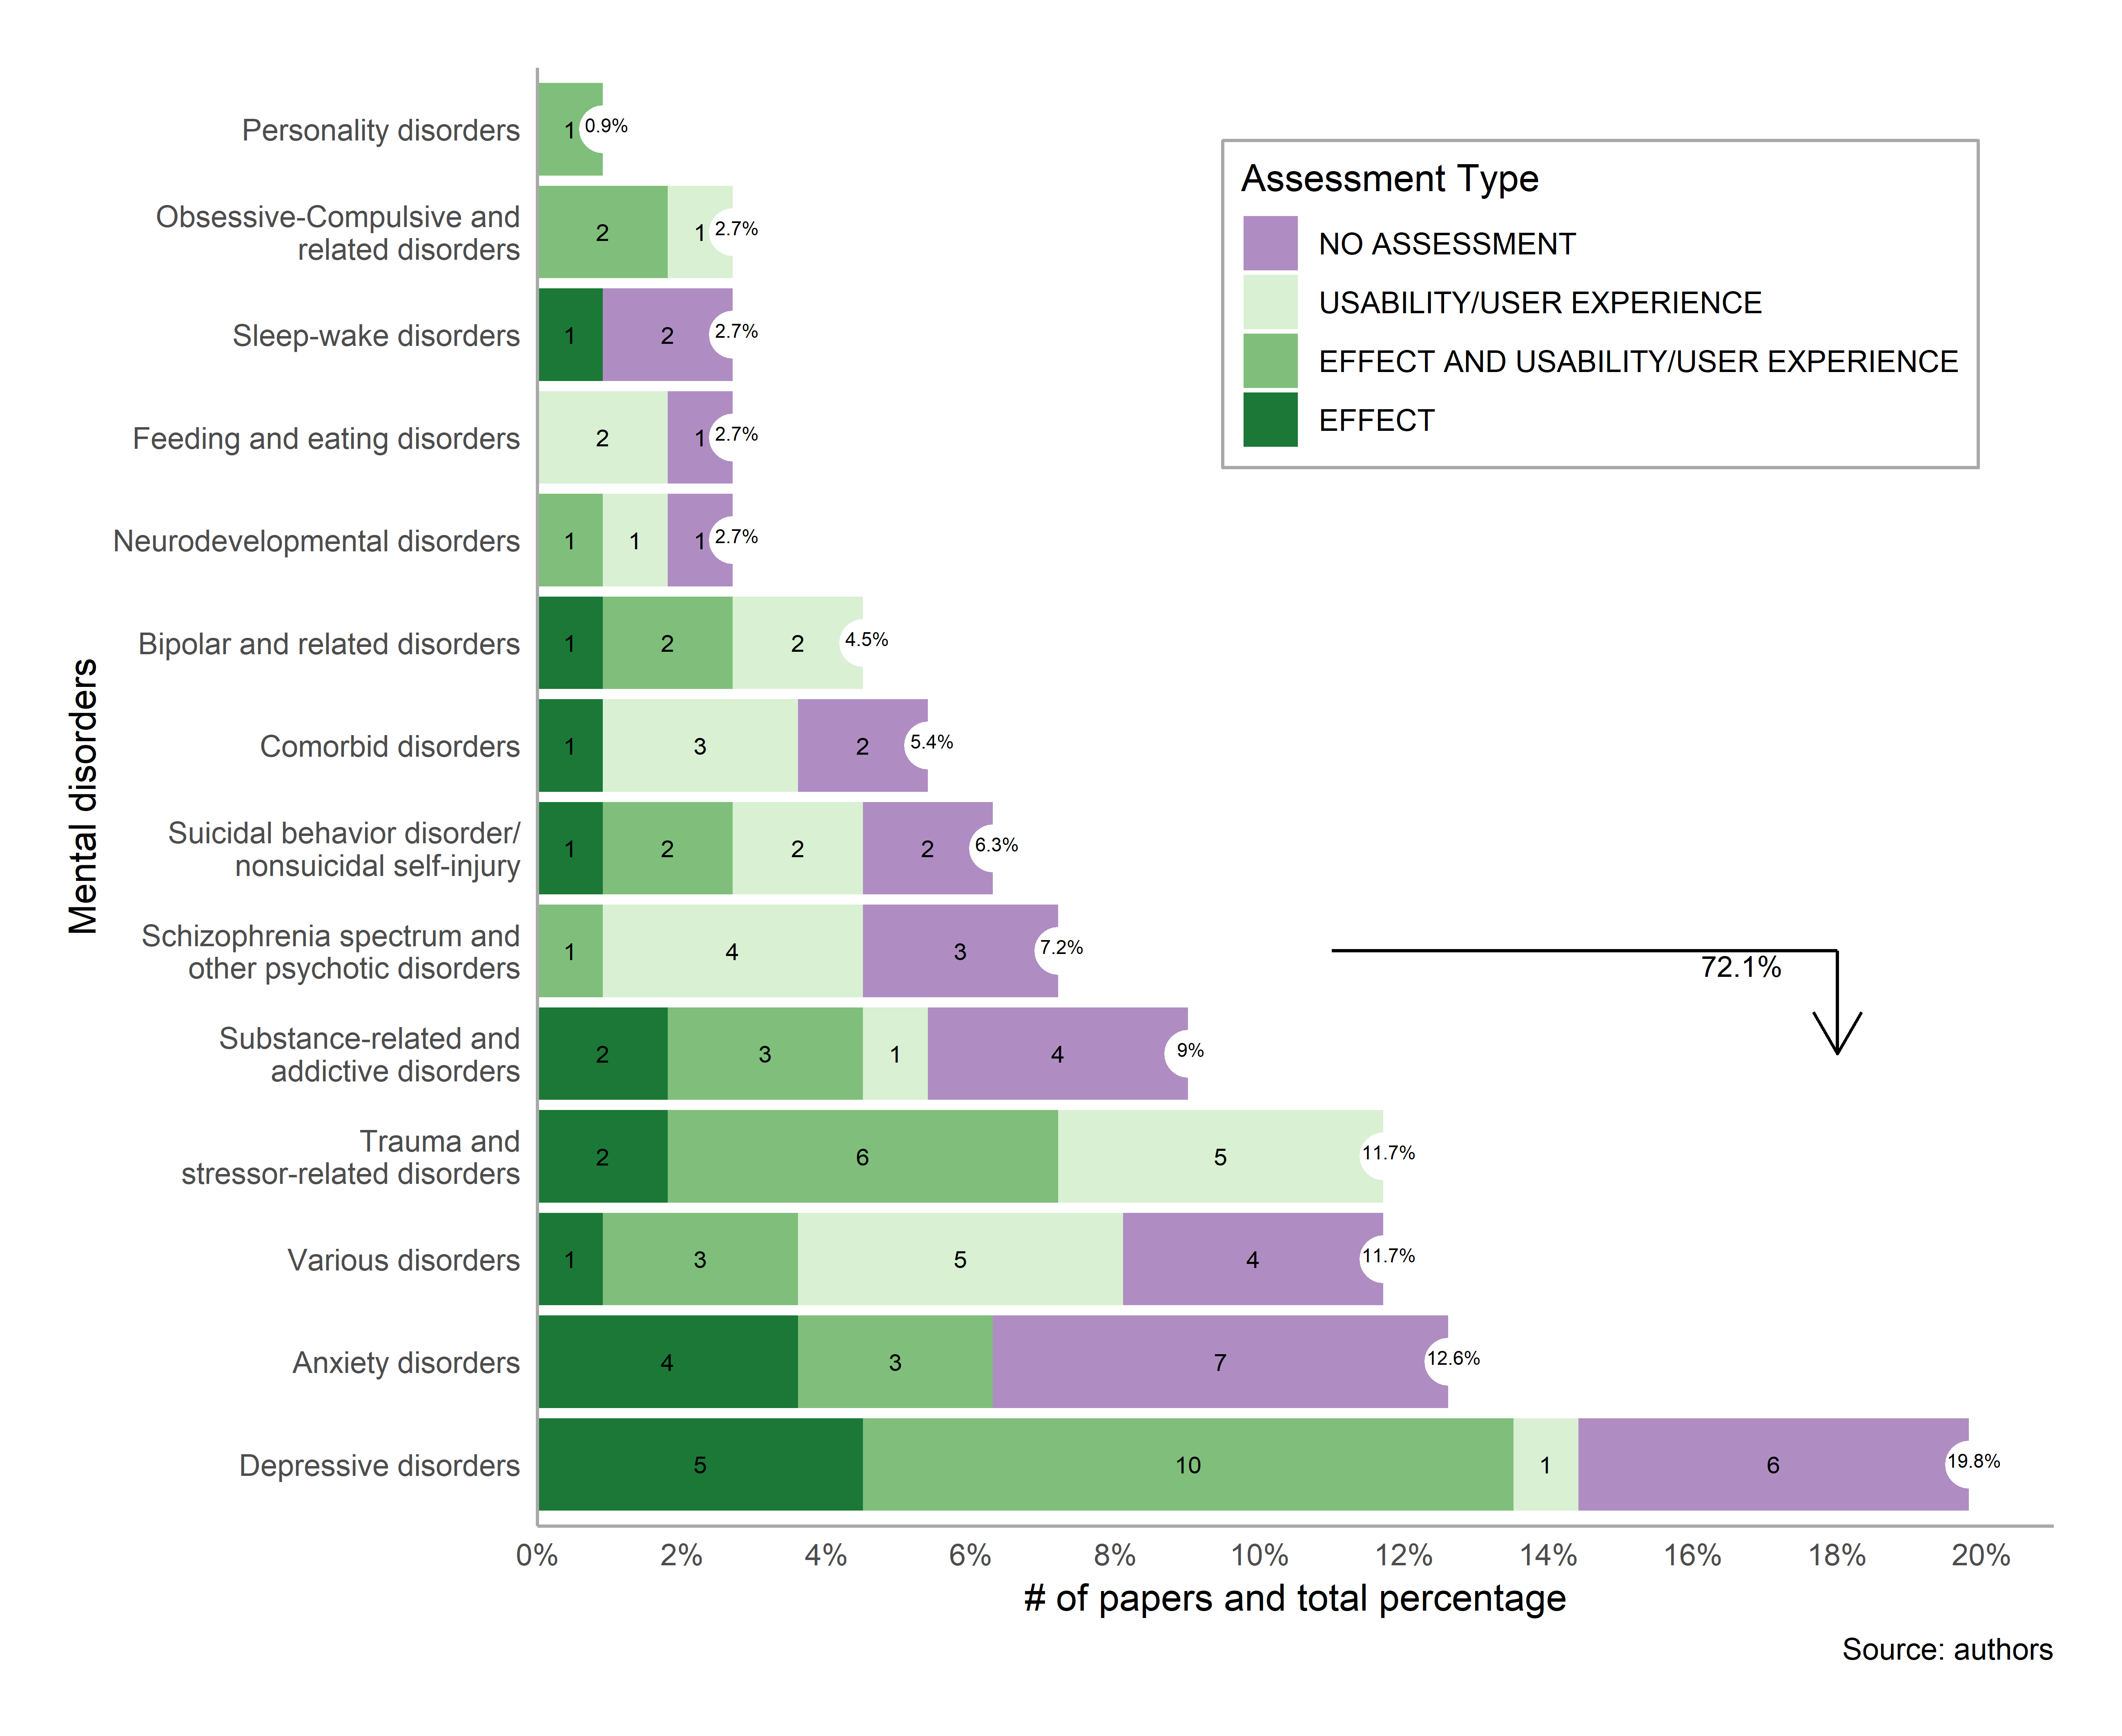 Personality disorders
1 0.9%
Obsessive-Compulsive and
related disorders
2 1 2.7%
Sleep-wake disorders
1 2 2.7%
Feeding and eating disorders
2 1 2.7%
Neurodevelopmental disorders
1 1 1 2.7%
Bipolar and related disorders
1 2 2 4.5%
Comorbid disorders
1 3 2 5.4%
Suicidal behavior disorder/
nonsuicidal self-injury
1 2 2 2 6.3%
Schizophrenia spectrum and
other psychotic disorders
1 4 3 7.2%
Substance-related and
addictive disorders
2 3 1 4 9%
Trauma and
stressor-related disorders
2 6 5 11.7%
Various disorders
1 3 5 4 11.7%
Anxiety disorders
4 3 7 12.6%
Depressive disorders
5 10 1 6 19.8%
Mental disorders
Assessment Type
NO ASSESSMENT
USABILITY/USER EXPERIENCE
EFFECT AND USABILITY/USER EXPERIENCE
EFFECT
72.1%
0% 2% 4% 6% 8% 10% 12% 14% 16% 18% 20%
# of papers and total percentage
Source: authors